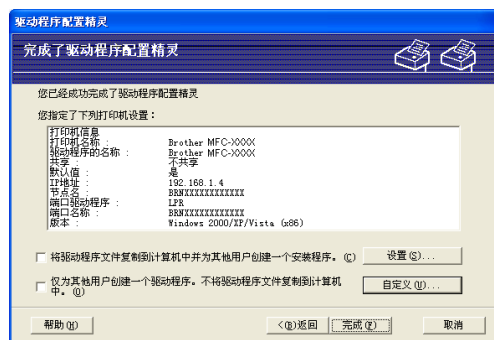 驱动程序配置精灵
完成了驱动程序配置精灵
您已经成功完成了驱动程序配置精灵
您指定了下列打印机设置：
打印机信息
打印机名称 : Brother MFC-XXXX
驱动程序的名称 : Brother MFC-XXXX
共享 : 不共享
默认值 : 是
IP地址 : 192.168.1.4
节点名 : BRNXXXXXXXXXXXX
端口驱动程序 : LPR
端口名称 : BRNXXXXXXXXXXXX
版本 : Windows 2000/XP/Vista (x86)
将驱动程序文件复制到计算机中并为其他用户创建一个安装程序。(C) 设置(S)...
仅为其他用户创建一个驱动程序。不将驱动程序文件复制到计算机
中。(O) 自定义(U)...
帮助(H) <(B)返回 完成(F) 取消